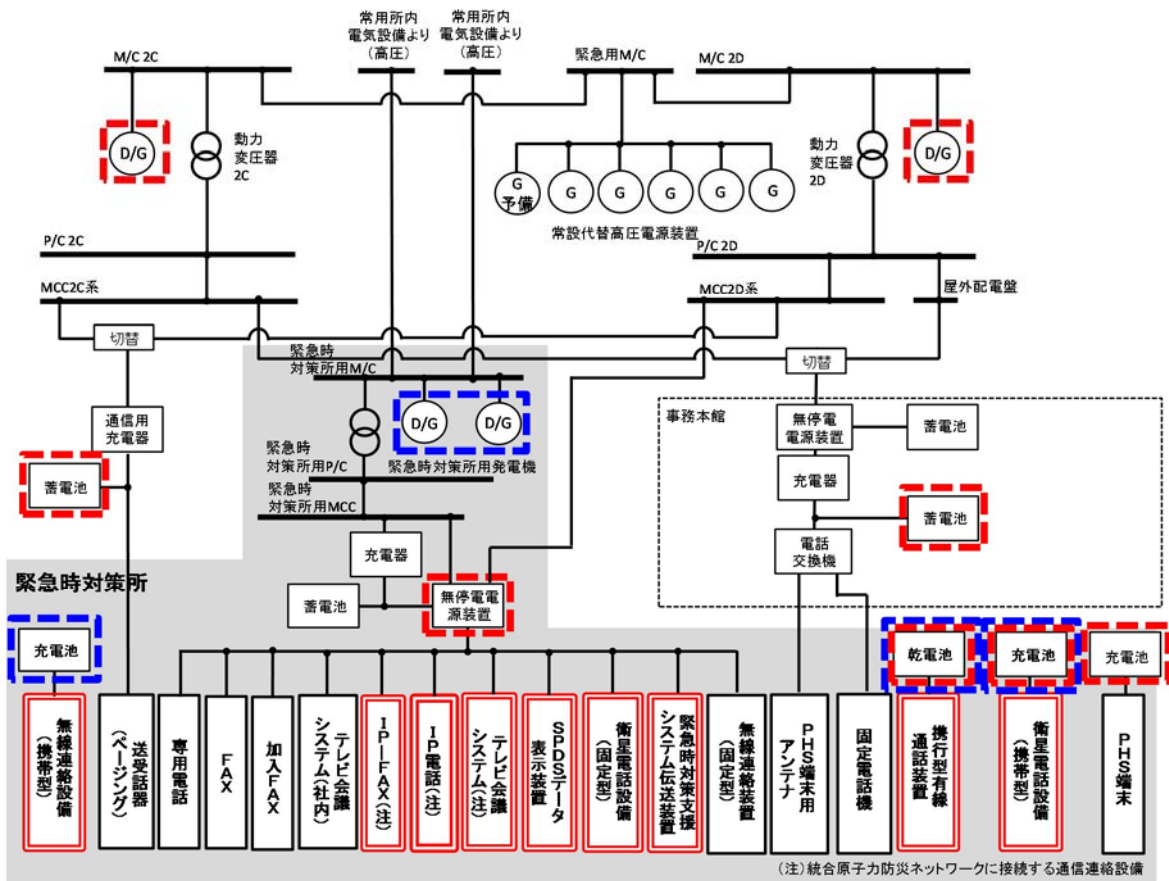 常用所内
電気設備より
(高圧)
常用所内
電気設備より
(高圧)
M/C 2C
緊急用M/C
M/C 2D
D/G
動力
変圧器
2C
動力
変圧器
2D
D/G
G
予備
G
G
G
G
G
常設代替高圧電源装置
P/C 2C
P/C 2D
MCC2C系
MCC2D系
屋外配電盤
切替
緊急時
対策所用M/C
切替
通信用
充電器
D/G
D/G
緊急時対策所用発電機
事務本館
無停電
電源装置
蓄電池
緊急時
対策所用P/C
充電器
蓄電池
緊急時
対策所用MCC
蓄電池
充電器
電話
交換機
緊急時対策所
蓄電池
無停電電
源装置
充電池
乾電池
充電池
充電池
無線連絡設備
(携帯型)
送受話器
(ページング)
専用電話
FAX
加入FAX
テレビ会議
システム(社内)
IP-FAX(注)
IP電話(注)
テレビ会議
システム(注)
SPDSデータ
表示装置
衛星電話設備
(固定型)
緊急時対策支援
システム伝送装置
無線連絡装置
(固定型)
PHS端末用
アンテナ
固定電話機
携行型有線
通話装置
衛星電話設備
(携帯型)
PHS端末
(注)統合原子力防災ネットワークに接続する通信連絡設備